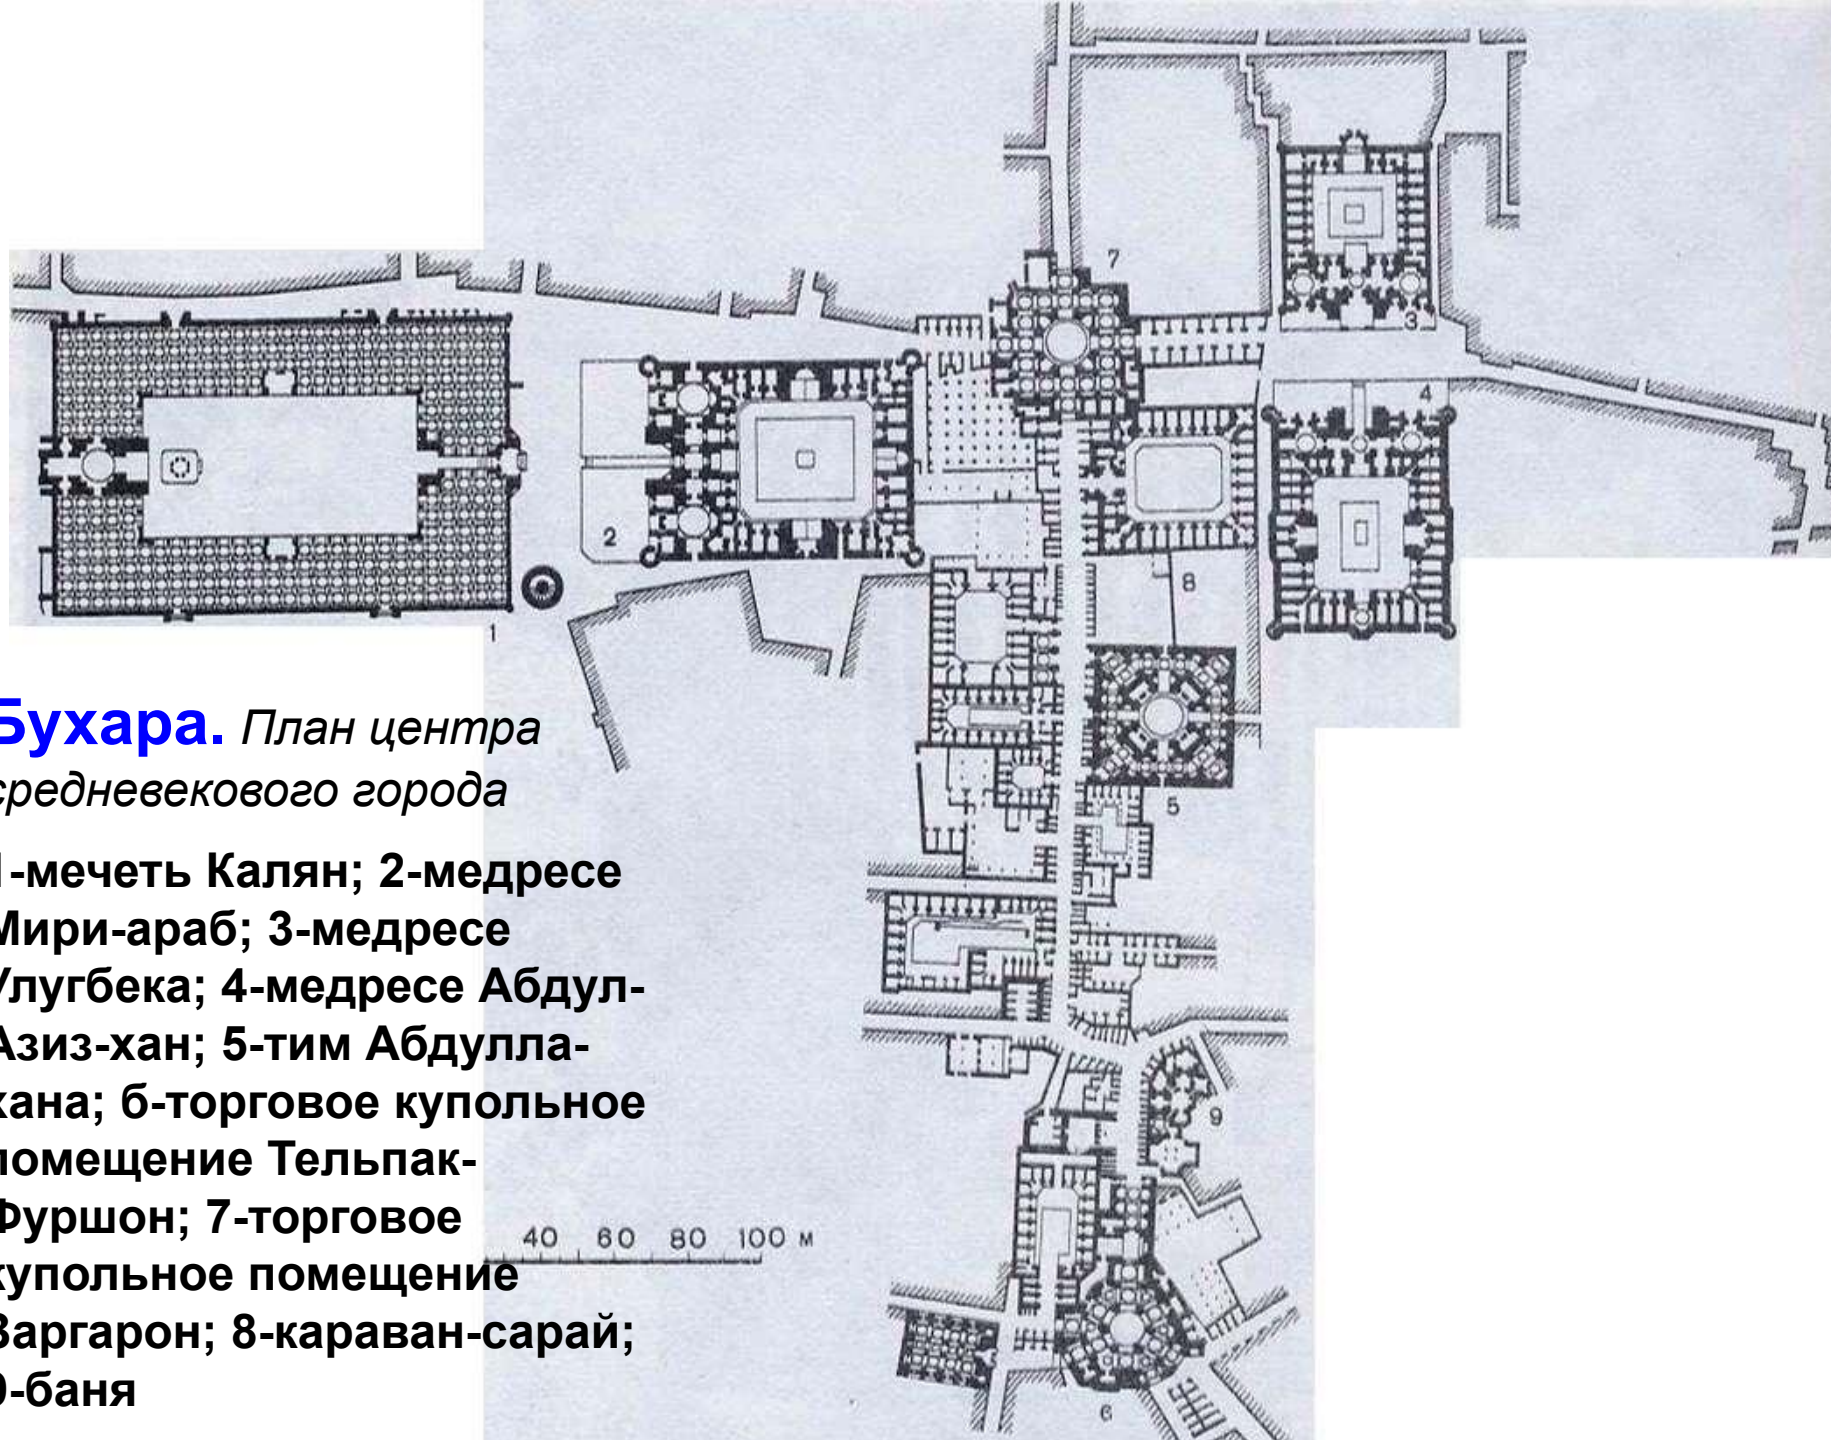 7
3
4
2
8
1
Бухара. План центра
средневекового города
5
1-мечеть Калян; 2-медресе
Мири-араб; 3-медресе
Улугбека; 4-медресе Абдул-
Азиз-хан; 5-тим Абдулла-
хана; б-торговое купольное
помещение Тельпак-
Фуршон; 7-торговое
купольное помещение
Заргарон; 8-караван-сарай;
9-баня
9
40 60 80 100 м
6